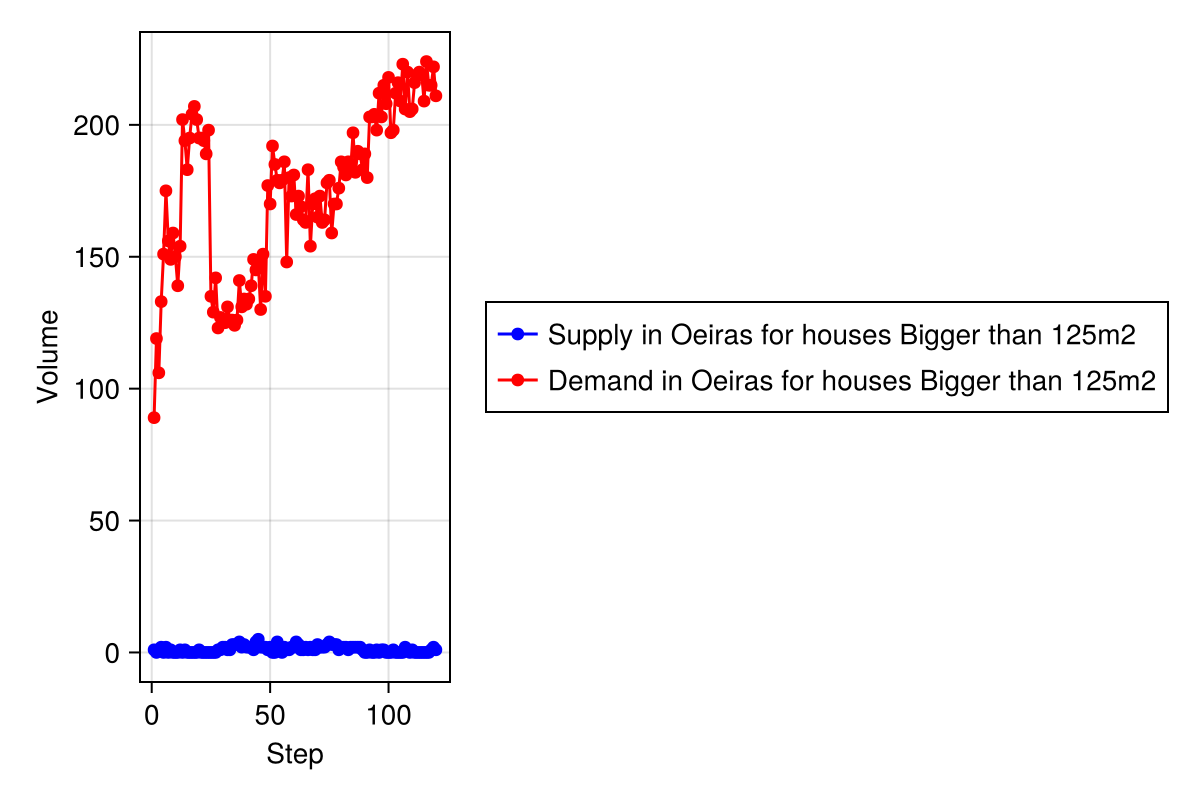 200
150
100
50
0
Volume
0 50 100
Step
Supply in Oeiras for houses Bigger than 125m2
Demand in Oeiras for houses Bigger than 125m2